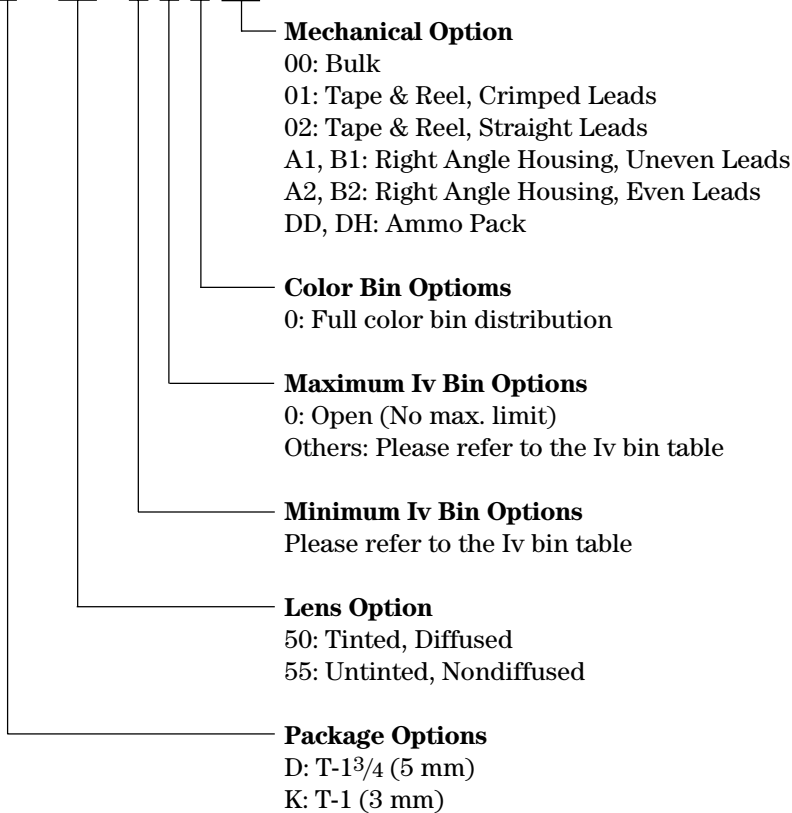 Mechanical Option
00: Bulk
01: Tape & Reel, Crimped Leads
02: Tape & Reel, Straight Leads
A1, B1: Right Angle Housing, Uneven Leads
A2, B2: Right Angle Housing, Even Leads
DD, DH: Ammo Pack
Color Bin Optioms
0: Full color bin distribution
Maximum Iv Bin Options
0: Open (No max. limit)
Others: Please refer to the Iv bin table
Minimum Iv Bin Options
Please refer to the Iv bin table
Lens Option
50: Tinted, Diffused
55: Untinted, Nondiffused
Package Options
D: T-1 3/4 (5 mm)
K: T-1 (3 mm)